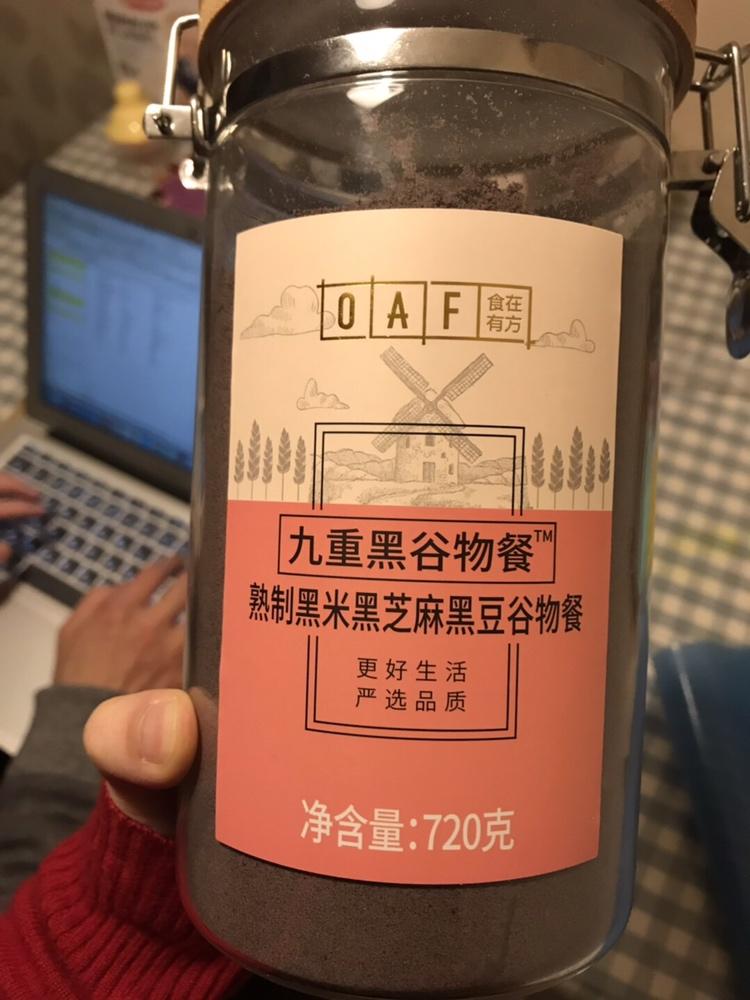 OAF 食在有方
九重黑谷物餐™
熟制黑米黑芝麻黑豆谷物餐
更好生活
严选品质
净含量:720克